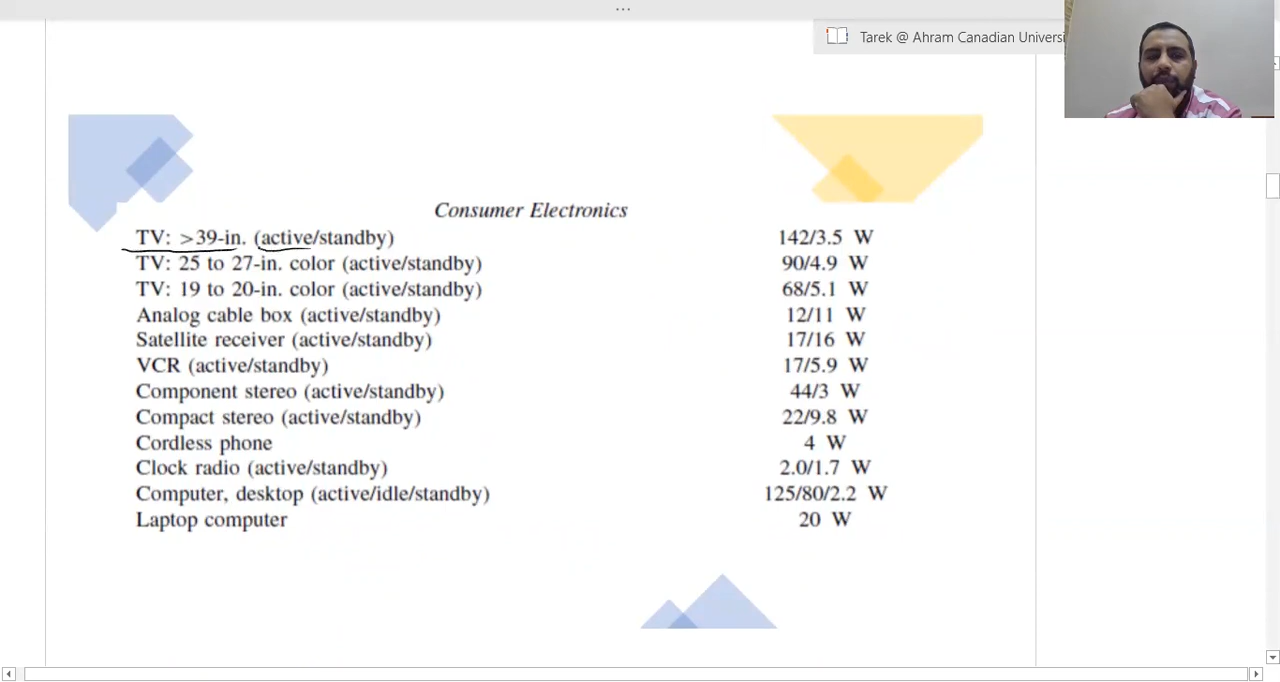 ...
Tarek @ Ahram Canadian Universi
Consumer Electronics
TV: >39-in. (active/standby) 142/3.5 W
TV: 25 to 27-in. color (active/standby) 90/4.9 W
TV: 19 to 20-in. color (active/standby) 68/5.1 W
Analog cable box (active/standby) 12/11 W
Satellite receiver (active/standby) 17/16 W
VCR (active/standby) 17/5.9 W
Component stereo (active/standby) 44/3 W
Compact stereo (active/standby) 22/9.8 W
Cordless phone 4 W
Clock radio (active/standby) 2.0/1.7 W
Computer, desktop (active/idle/standby) 125/80/2.2 W
Laptop computer 20 W